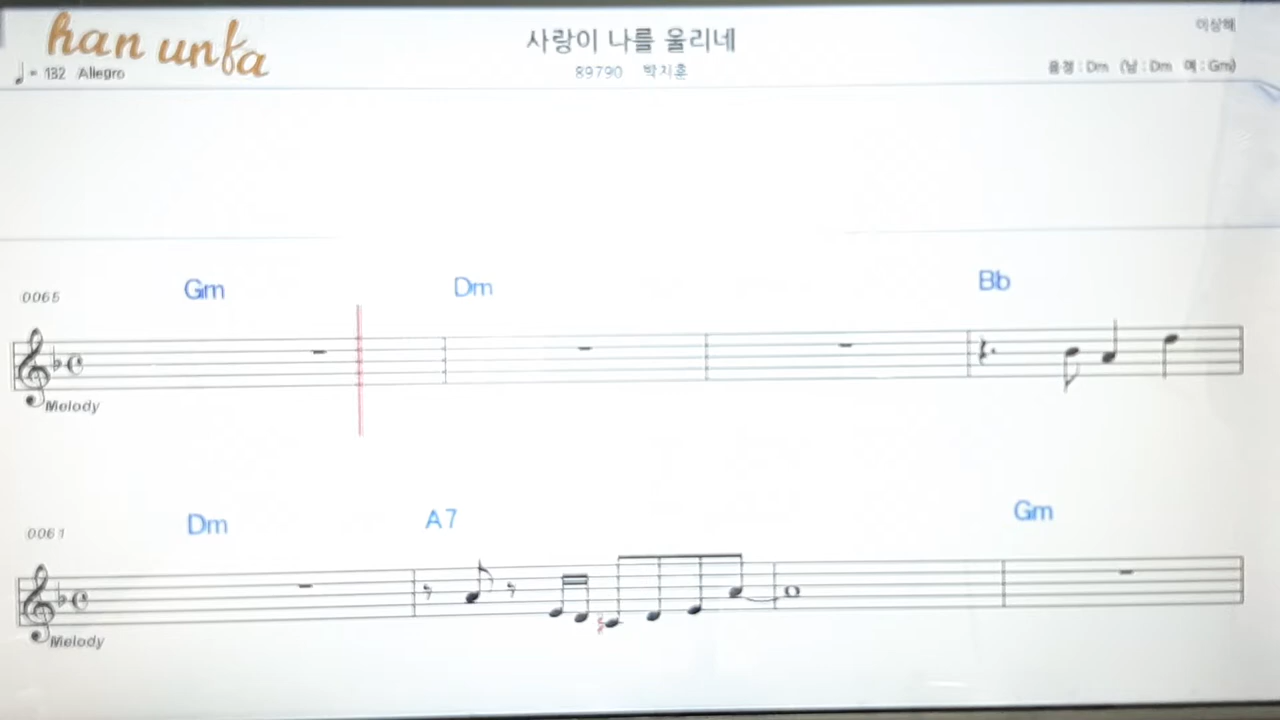 han unfa
사랑이 나를 울리네
이상해
♩= 132 Allegro
89790 박지훈
음정 : Dm (남 : Dm 여 : Gm)
0065
Gm
Dm
Bb
Melody
0061
Dm
A7
Gm
Melody